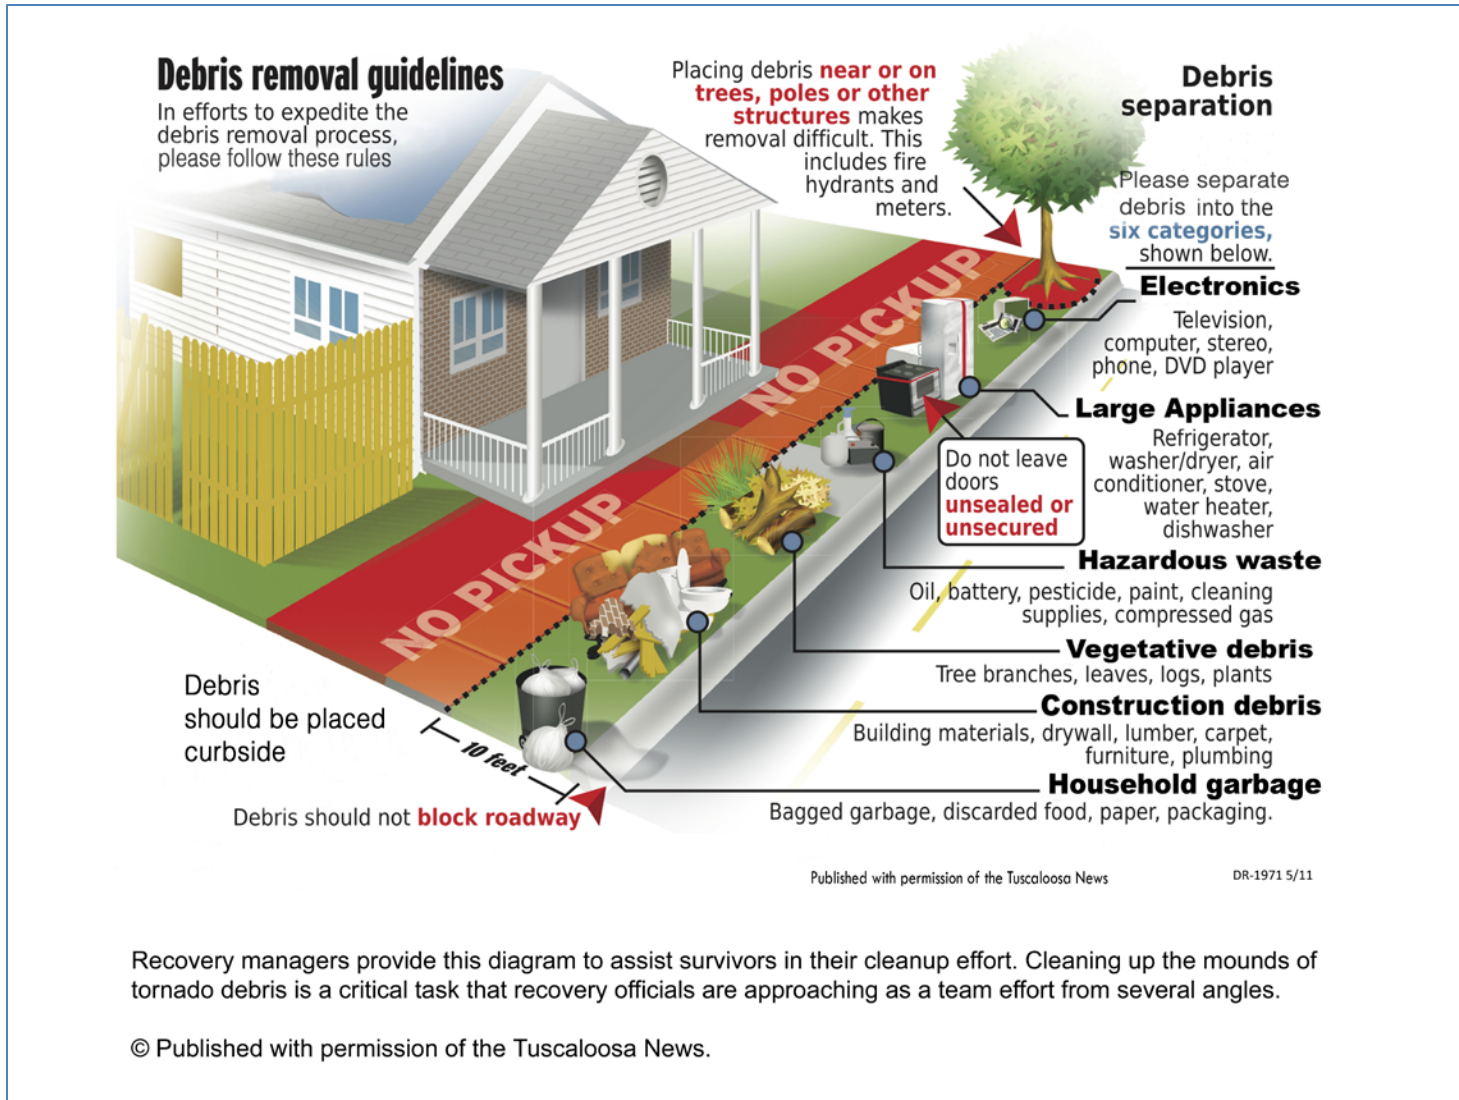 Debris removal guidelines
In efforts to expedite the
debris removal process,
please follow these rules
Placing debris near or on
trees, poles or other
structures makes
removal difficult. This
includes fire
hydrants and
meters.
Debris
separation
Please separate
debris into the
six categories,
shown below.
Electronics
Television,
computer, stereo,
phone, DVD player
Large Appliances
Refrigerator,
washer/dryer, air
conditioner, stove,
water heater,
dishwasher
Do not leave
doors
unsealed or
unsecured
Hazardous waste
Oil, battery, pesticide, paint, cleaning
supplies, compressed gas
Vegetative debris
Tree branches, leaves, logs, plants
Construction debris
Building materials, drywall, lumber, carpet,
furniture, plumbing
Household garbage
Bagged garbage, discarded food, paper, packaging.
NO PICKUP
NO PICKUP
Debris
should be placed
curbside
10 feet
Debris should not block roadway
Published with permission of the Tuscaloosa News
DR-1971 5/11
Recovery managers provide this diagram to assist survivors in their cleanup effort. Cleaning up the mounds of
tornado debris is a critical task that recovery officials are approaching as a team effort from several angles.
© Published with permission of the Tuscaloosa News.